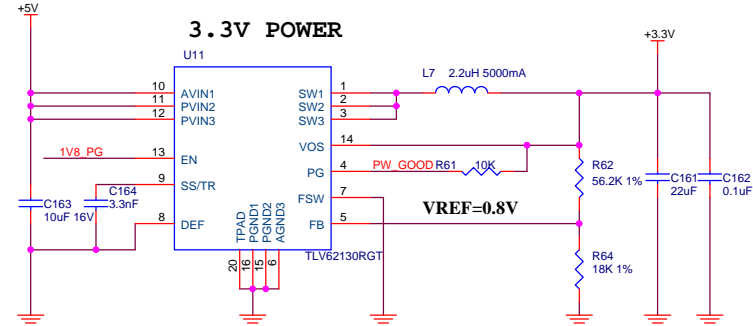 +5V
3.3V POWER
+3.3V
U11
L7 2.2uH 5000mA
10 AVIN1 SW1 1
11 PVIN2 SW2 2
12 PVIN3 SW3 3
VOS 14
1V8_PG 13 EN
PG 4 PW_GOOD R61 10K
R62
56.2K 1%
9 SS/TR
C164
3.3nF
FSW 7
C161
22uF
C162
0.1uF
C163
10uF 16V
8 DEF FB 5
VREF=0.8V
TPAD
PGND1
PGND2
AGND3
TLV62130RGT
20
16
15
6
R64
18K 1%